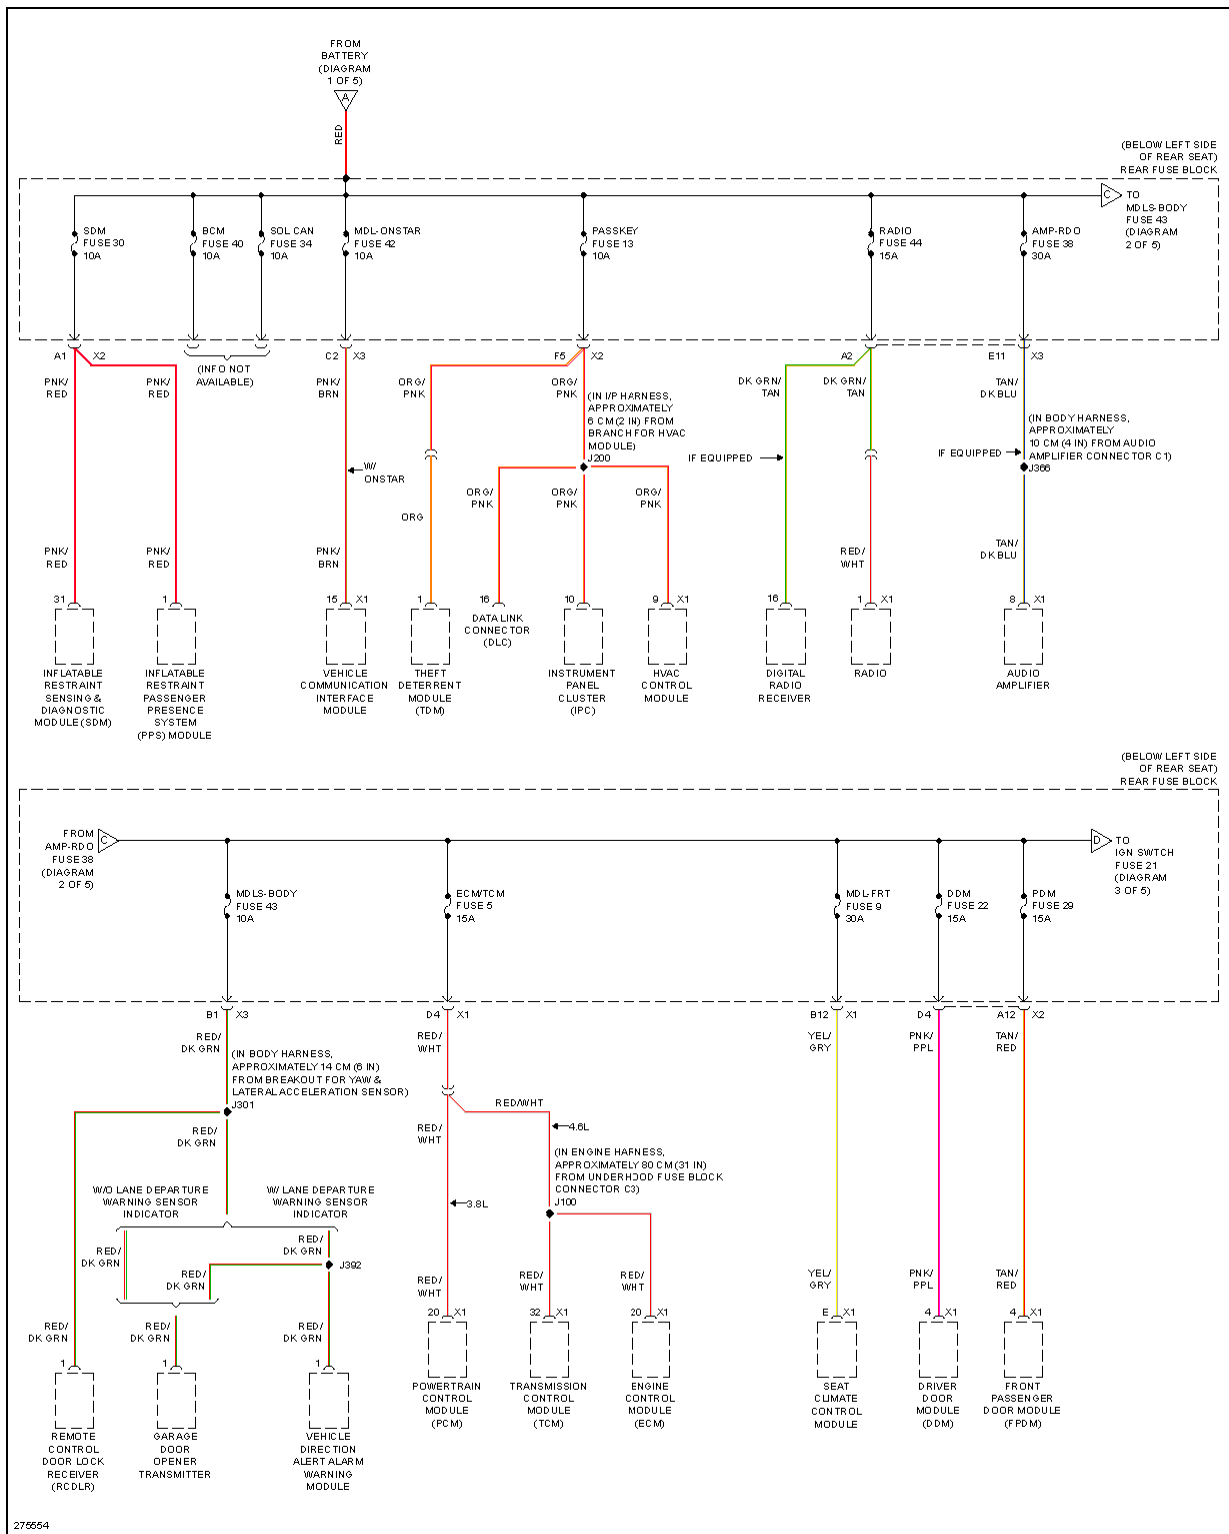 FROM
BATTERY
(DIAGRAM
1 OF 5)
A
RED
(BELOW LEFT SIDE
OF REAR SEAT)
REAR FUSE BLOCK
SDM
FUSE 30
10A
BCM
FUSE 40
10A
SOL CAN
FUSE 34
10A
MDL-ONSTAR
FUSE 42
10A
PASSKEY
FUSE 13
10A
RADIO
FUSE 44
15A
AMP-RDO
FUSE 38
30A
C
TO
MDLS-BODY
FUSE 43
(DIAGRAM
2 OF 5)
A1
X2
(INFO NOT
AVAILABLE)
C2
X3
F5
X2
A2
E11
X3
PNK/
RED
PNK/
RED
PNK/
BRN
ORG/
PNK
ORG/
PNK
DK GRN/
TAN
DK GRN/
TAN
TAN/
DK BLU
(IN I/P HARNESS,
APPROXIMATELY
6 CM (2 IN) FROM
BRANCH FOR HVAC
MODULE)
J200
(IN BODY HARNESS,
APPROXIMATELY
10 CM (4 IN) FROM AUDIO
AMPLIFIER CONNECTOR C1)
J366
W/
ONSTAR
IF EQUIPPED
IF EQUIPPED
ORG/
PNK
ORG/
PNK
ORG/
PNK
ORG
PNK/
RED
PNK/
RED
PNK/
BRN
RED/
WHT
TAN/
DK BLU
31
1
15
X1
1
16
10
9
X1
16
1
X1
8
X1
INFLATABLE
RESTRAINT
SENSING &
DIAGNOSTIC
MODULE (SDM)
INFLATABLE
RESTRAINT
PASSENGER
PRESENCE
SYSTEM
(PPS) MODULE
VEHICLE
COMMUNICATION
INTERFACE
MODULE
THEFT
DETERRENT
MODULE
(TDM)
DATA LINK
CONNECTOR
(DLC)
INSTRUMENT
PANEL
CLUSTER
(IPC)
HVAC
CONTROL
MODULE
DIGITAL
RADIO
RECEIVER
RADIO
AUDIO
AMPLIFIER
(BELOW LEFT SIDE
OF REAR SEAT)
REAR FUSE BLOCK
FROM
AMP-RDO
FUSE 38
(DIAGRAM
2 OF 5)
C
D
TO
IGN SWTCH
FUSE 21
(DIAGRAM
3 OF 5)
MDLS-BODY
FUSE 43
10A
ECM/TCM
FUSE 5
15A
MDL-FRT
FUSE 9
30A
DDM
FUSE 22
15A
PDM
FUSE 29
15A
B1
X3
D4
X1
B12
X1
D4
A12
X2
RED/
DK GRN
RED/
WHT
YEL/
GRY
PNK/
PPL
TAN/
RED
(IN BODY HARNESS,
APPROXIMATELY 14 CM (6 IN)
FROM BREAKOUT FOR YAW &
LATERAL ACCELERATION SENSOR)
J301
RED/WHT
RED/
DK GRN
RED/
WHT
4.6L
(IN ENGINE HARNESS,
APPROXIMATELY 80 CM (31 IN)
FROM UNDERHOOD FUSE BLOCK
CONNECTOR C3)
J100
3.8L
W/O LANE DEPARTURE
WARNING SENSOR
INDICATOR
W/ LANE DEPARTURE
WARNING SENSOR
INDICATOR
RED/
DK GRN
RED/
DK GRN
J392
RED/
DK GRN
RED/
WHT
RED/
WHT
RED/
WHT
YEL/
GRY
PNK/
PPL
TAN/
RED
20
X1
32
X1
20
X1
E
X1
4
X1
4
X1
RED/
DK GRN
RED/
DK GRN
RED/
DK GRN
1
1
1
POWERTRAIN
CONTROL
MODULE
(PCM)
TRANSMISSION
CONTROL
MODULE
(TCM)
ENGINE
CONTROL
MODULE
(ECM)
SEAT
CLIMATE
CONTROL
MODULE
DRIVER
DOOR
MODULE
(DDM)
FRONT
PASSENGER
DOOR MODULE
(FPDM)
REMOTE
CONTROL
DOOR LOCK
RECEIVER
(RCDLR)
GARAGE
DOOR
OPENER
TRANSMITTER
VEHICLE
DIRECTION
ALERT ALARM
WARNING
MODULE
275554